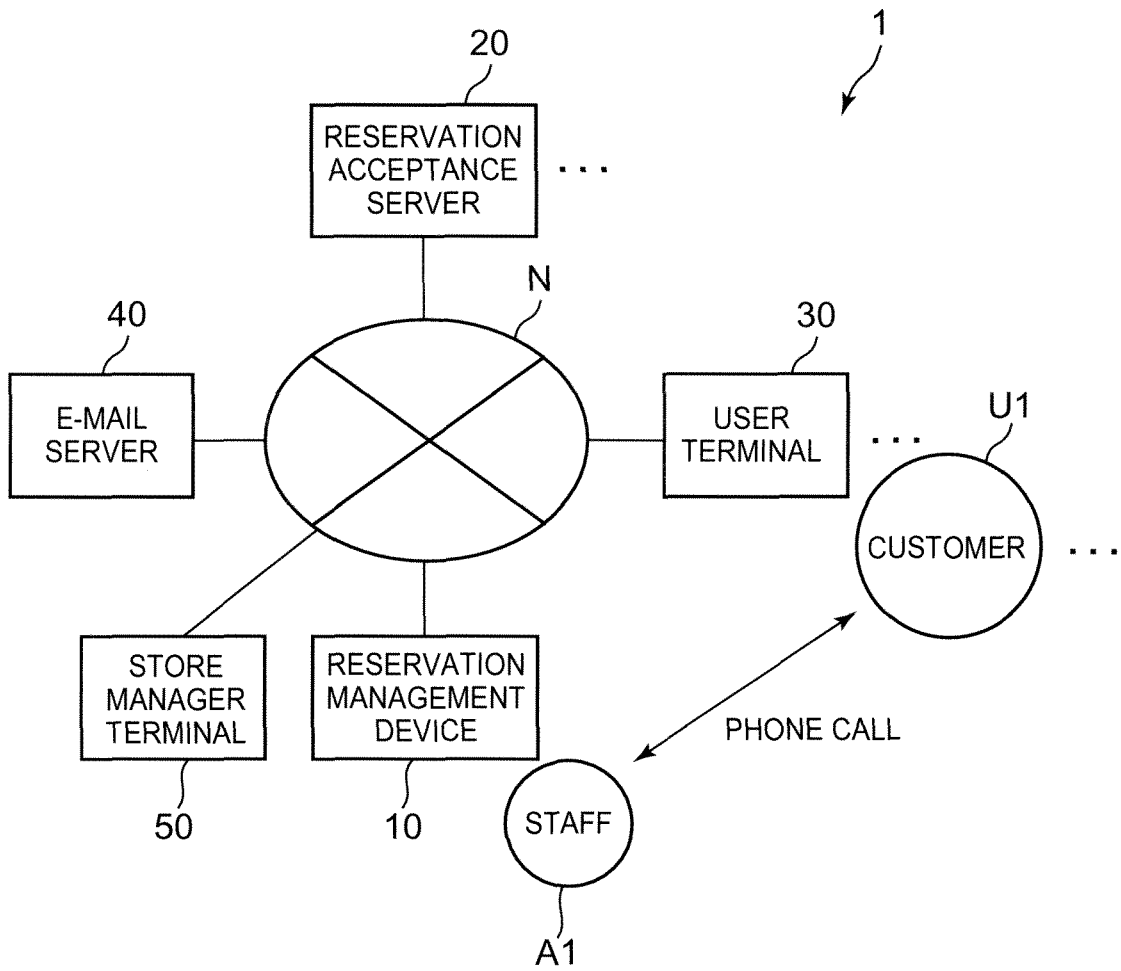 1
20
RESERVATION
ACCEPTANCE
SERVER
...
N
40
30
E-MAIL
SERVER
USER
TERMINAL
...
U1
CUSTOMER
...
STORE
MANAGER
TERMINAL
RESERVATION
MANAGEMENT
DEVICE
PHONE CALL
50
10
STAFF
A1